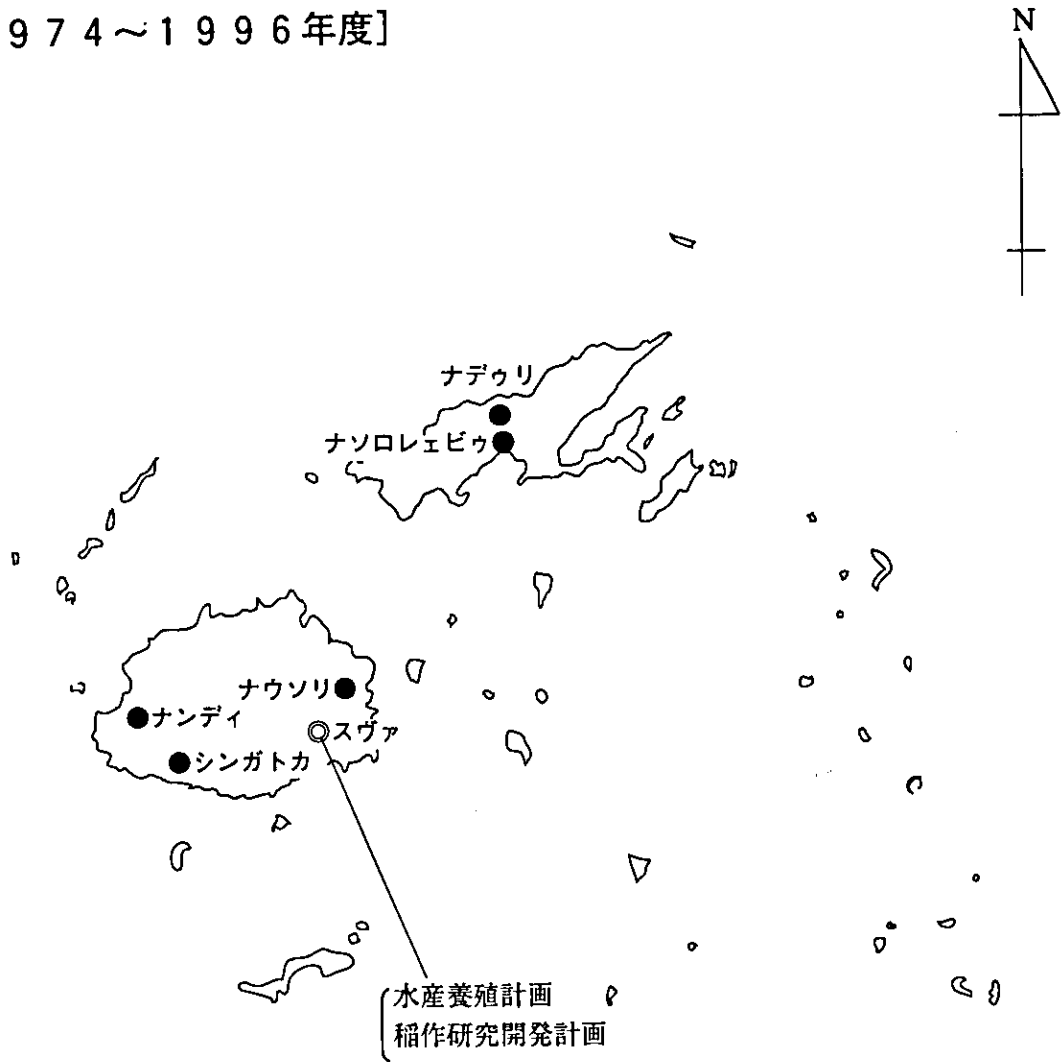 ９７４～１９９６年度]
N
ナデゥリ
ナソロレェビゥ
ナウソリ
ナンディ
スヴァ
シンガトカ
水産養殖計画
稲作研究開発計画